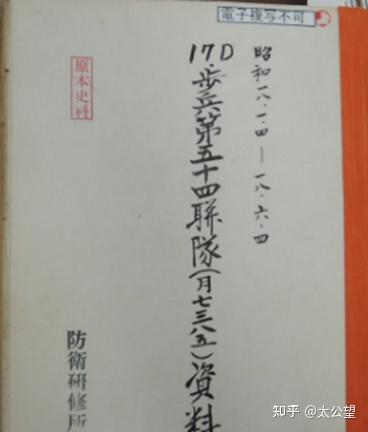 電子複写不可
昭和一八・一・四 — 一八・六・四
17D 歩兵第五十四聯隊(月七三八五)資料
原本史料
防衛研修所
知乎 @太公望